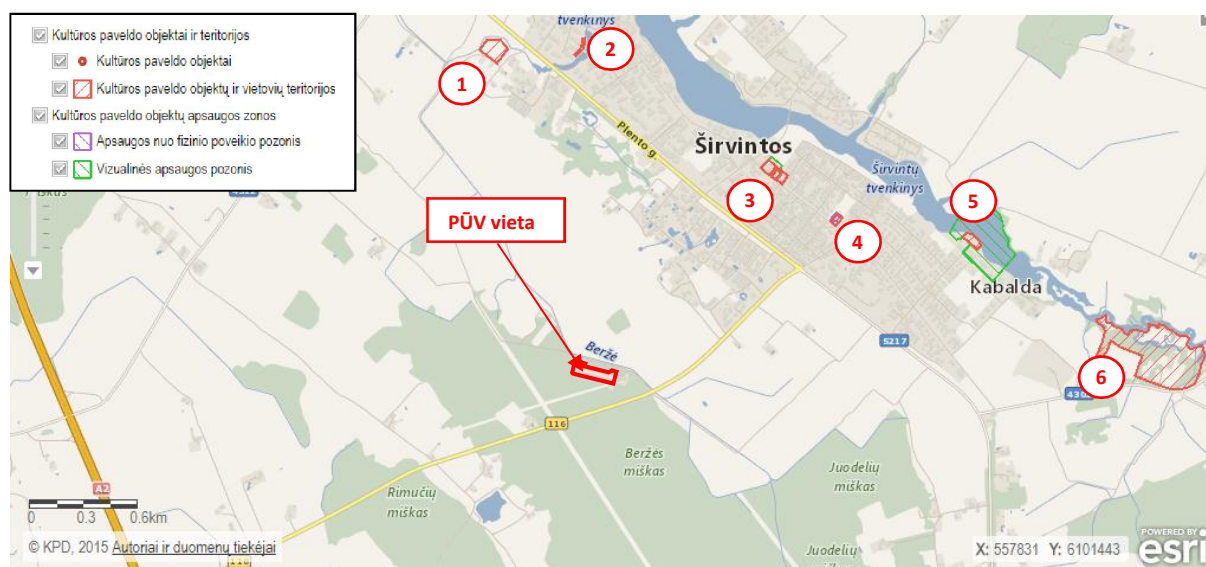 Kultūros paveldo objektai ir teritorijos
Kultūros paveldo objektai
Kultūros paveldo objektų ir vietovių teritorijos
Kultūros paveldo objektų apsaugos zonos
Apsaugos nuo fizinio poveikio pozonis
Vizualinės apsaugos pozonis
tvenkinys
1
2
Plento g.
Širvintos
3
4
Širvintų
tvenkinys
5
Kabalda
6
PŪV vieta
Beržė
5217
430
116
Beržės
miškas
Juodelių
miškas
Rimučių
miškas
A2
0 0.3 0.6km
116
Juodelių
© KPD, 2015 Autoriai ir duomenų tiekėjai
X: 557831 Y: 6101443
POWERED BY
esri